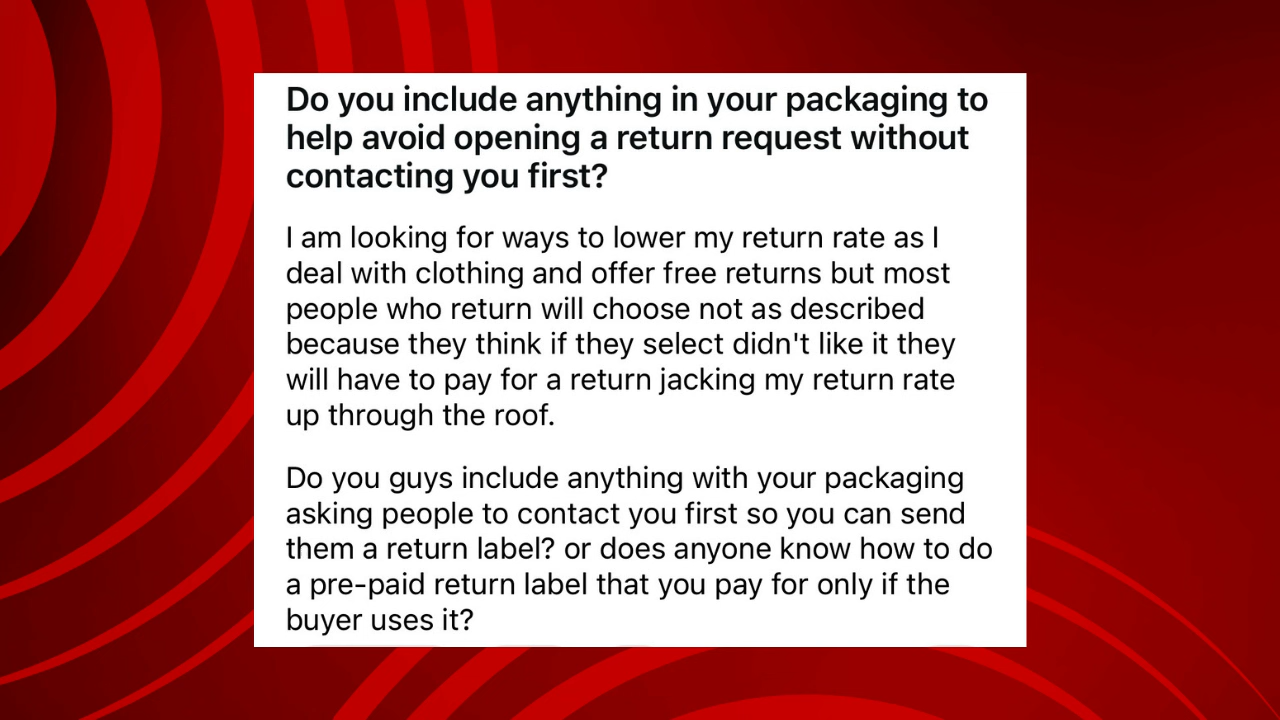 Do you include anything in your packaging to
help avoid opening a return request without
contacting you first?
I am looking for ways to lower my return rate as I
deal with clothing and offer free returns but most
people who return will choose not as described
because they think if they select didn't like it they
will have to pay for a return jacking my return rate
up through the roof.
Do you guys include anything with your packaging
asking people to contact you first so you can send
them a return label? or does anyone know how to do
a pre-paid return label that you pay for only if the
buyer uses it?